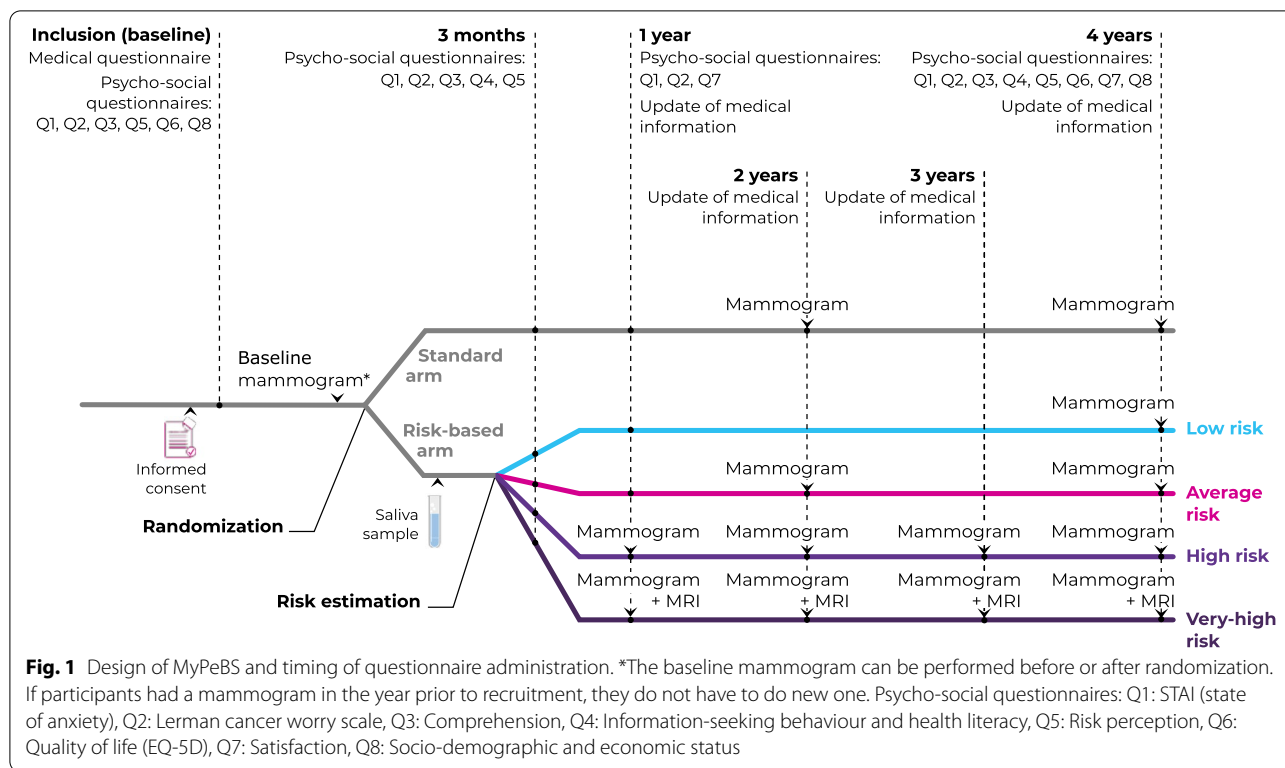 Inclusion (baseline)
Medical questionnaire
Psycho-social
questionnaires:
Q1, Q2, Q3, Q5, Q6, Q8
3 months
Psycho-social questionnaires:
Q1, Q2, Q3, Q4, Q5
1 year
Psycho-social questionnaires:
Q1, Q2, Q7
Update of medical
information
4 years
Psycho-social questionnaires:
Q1, Q2, Q3, Q4, Q5, Q6, Q7, Q8
Update of medical
information
2 years
Update of medical
information
3 years
Update of medical
information
Mammogram
Mammogram
Baseline
mammogram*
Standard
arm
Risk-based
arm
Informed
consent
Randomization
Saliva
sample
Risk estimation
Mammogram
Low risk
Mammogram
Mammogram
Average
risk
Mammogram
Mammogram
Mammogram
Mammogram
High risk
Mammogram
+ MRI
Mammogram
+ MRI
Mammogram
+ MRI
Mammogram
+ MRI
Very-high
risk
Fig. 1 Design of MyPeBS and timing of questionnaire administration. *The baseline mammogram can be performed before or after randomization.
If participants had a mammogram in the year prior to recruitment, they do not have to do new one. Psycho-social questionnaires: Q1: STAI (state
of anxiety), Q2: Lerman cancer worry scale, Q3: Comprehension, Q4: Information-seeking behaviour and health literacy, Q5: Risk perception, Q6:
Quality of life (EQ-5D), Q7: Satisfaction, Q8: Socio-demographic and economic status